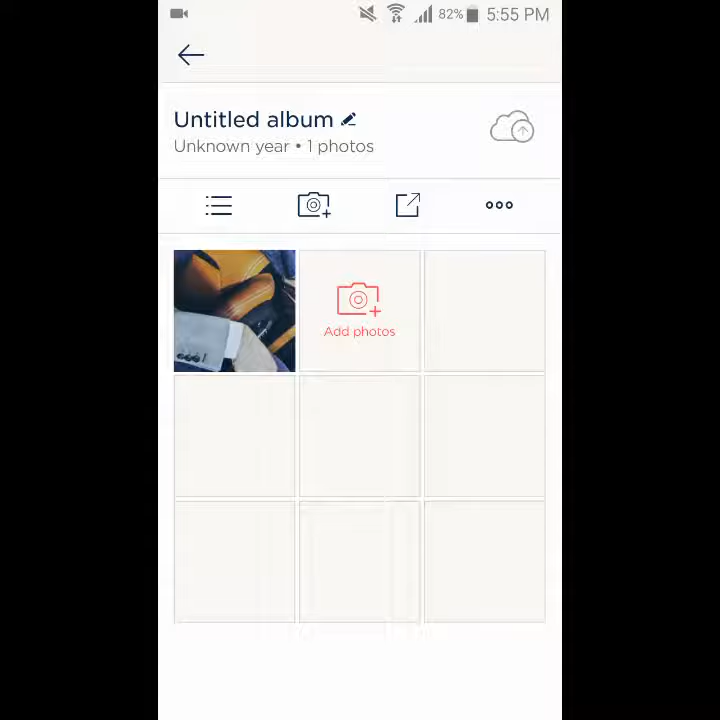 82% 5:55 PM
Untitled album
Unknown year • 1 photos
Add photos